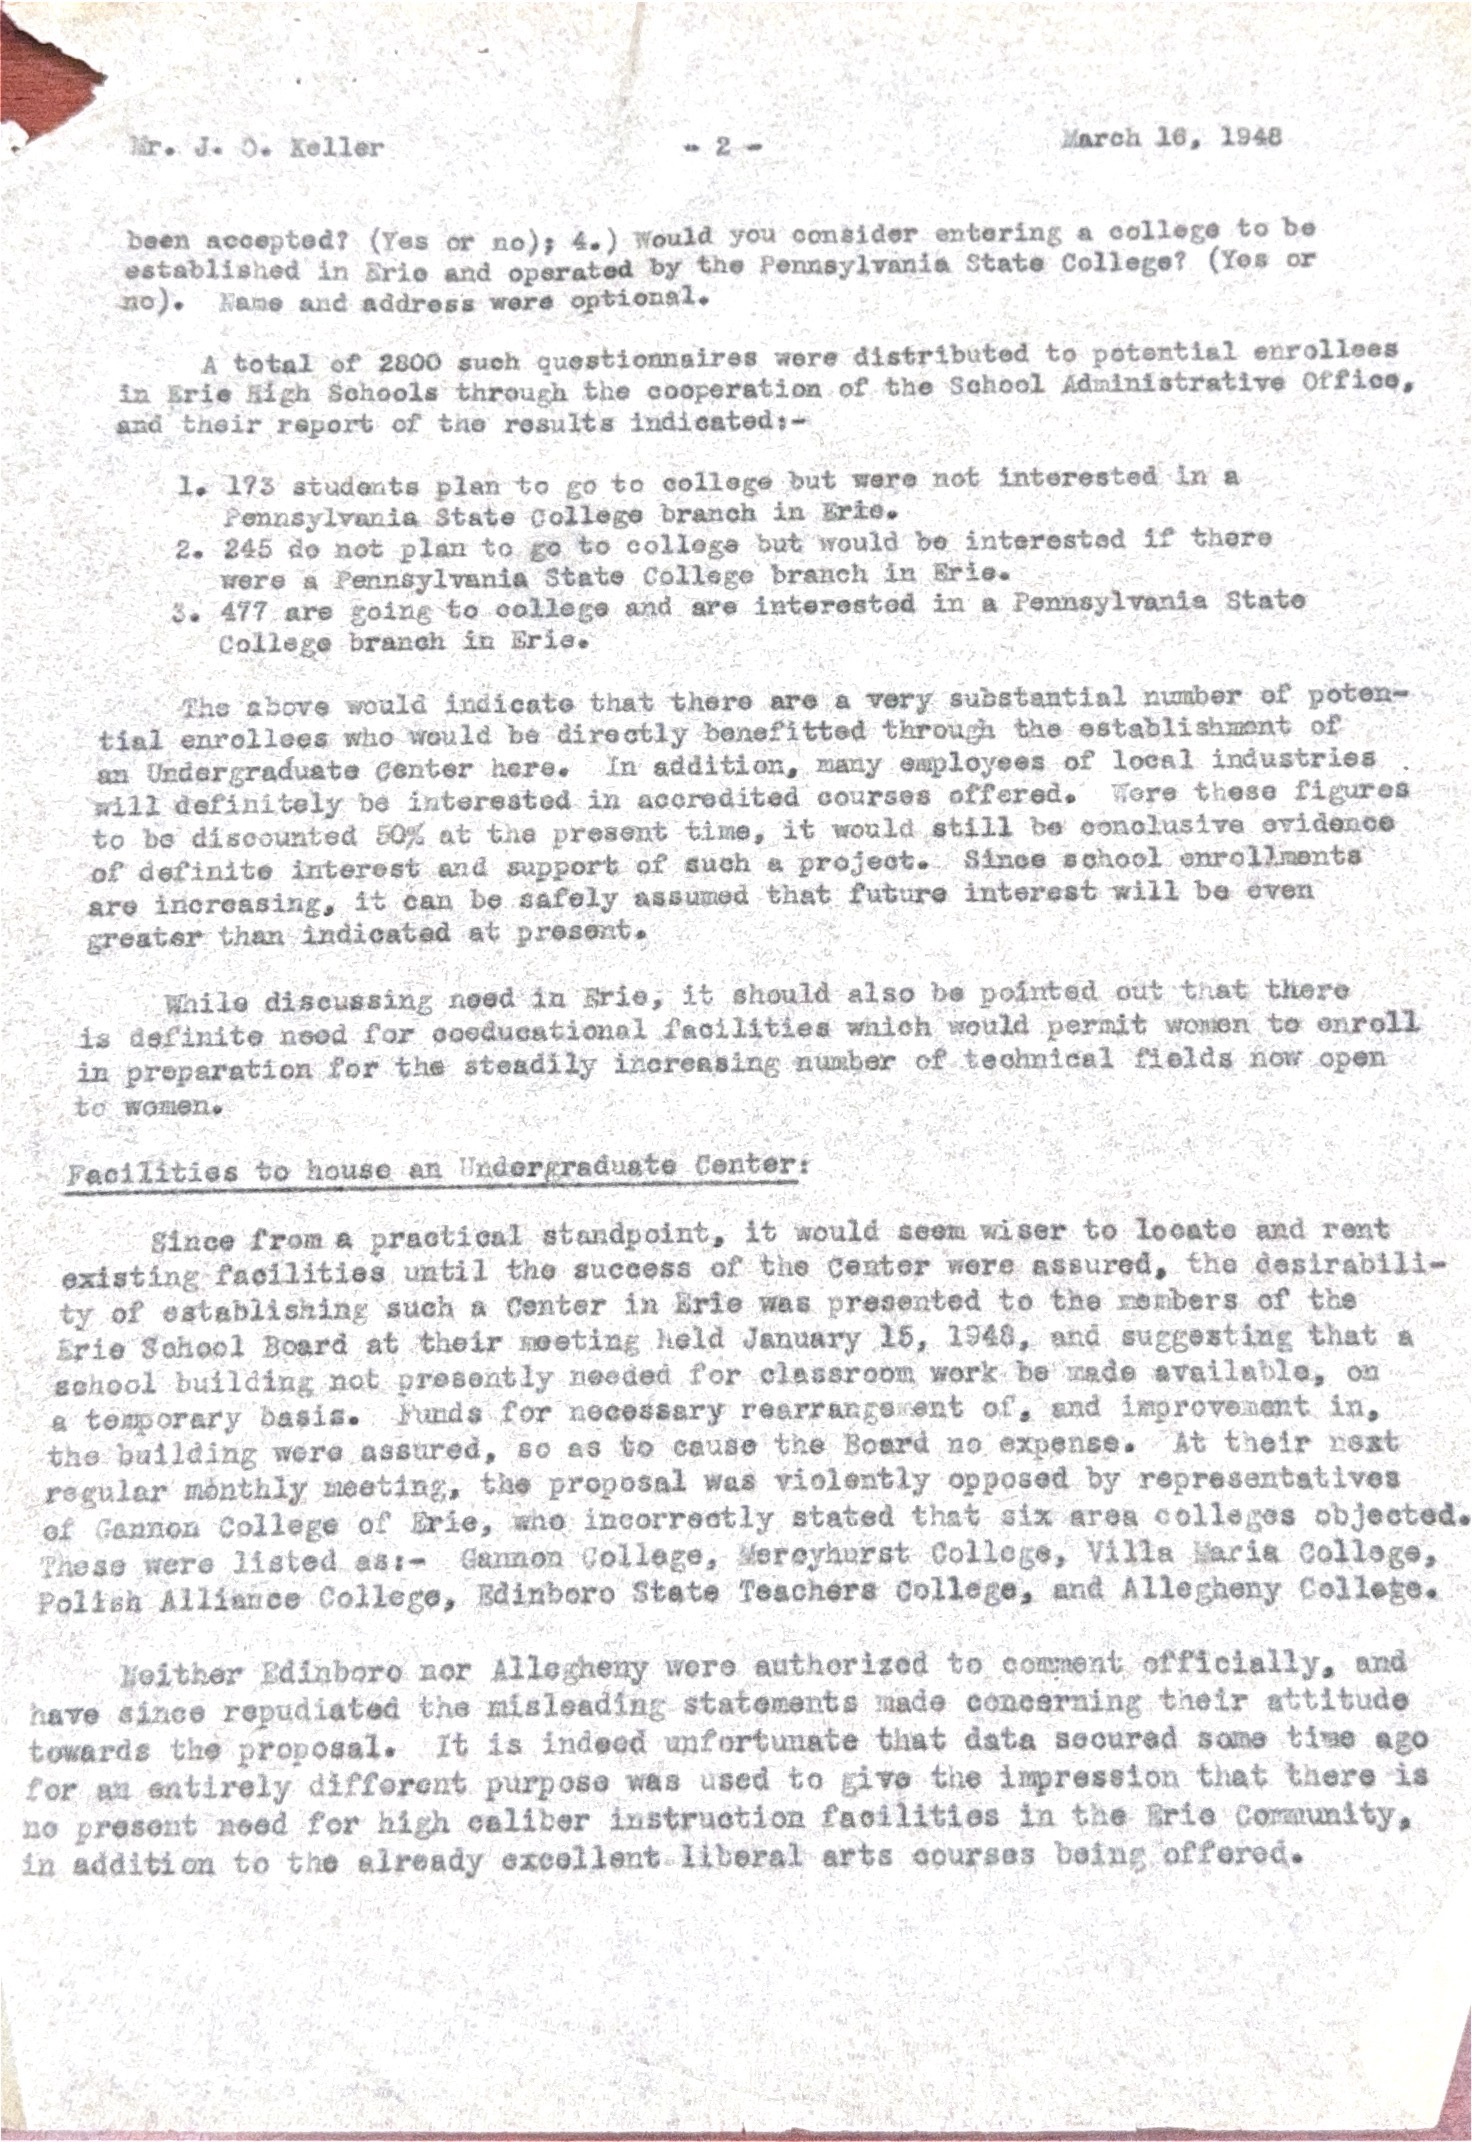 Mr. J. O. Keller - 2 - March 16, 1948
been accepted? (Yes or no); 4.) Would you consider entering a college to be
established in Erie and operated by the Pennsylvania State College? (Yes or
no). Name and address were optional.
A total of 2800 such questionnaires were distributed to potential enrollees
in Erie High Schools through the cooperation of the School Administrative Office,
and their report of the results indicated:-
1. 173 students plan to go to college but were not interested in a
Pennsylvania State College branch in Erie.
2. 245 do not plan to go to college but would be interested if there
were a Pennsylvania State College branch in Erie.
3. 477 are going to college and are interested in a Pennsylvania State
College branch in Erie.
The above would indicate that there are a very substantial number of poten-
tial enrollees who would be directly benefitted through the establishment of
an Undergraduate Center here. In addition, many employees of local industries
will definitely be interested in accredited courses offered. Were these figures
to be discounted 50% at the present time, it would still be conclusive evidence
of definite interest and support of such a project. Since school enrollments
are increasing, it can be safely assumed that future interest will be even
greater than indicated at present.
While discussing need in Erie, it should also be pointed out that there
is definite need for coeducational facilities which would permit women to enroll
in preparation for the steadily increasing number of technical fields now open
to women.
Facilities to house an Undergraduate Center:
Since from a practical standpoint, it would seem wiser to locate and rent
existing facilities until the success of the Center were assured, the desirabili-
ty of establishing such a Center in Erie was presented to the members of the
Erie School Board at their meeting held January 15, 1948, and suggesting that a
school building not presently needed for classroom work be made available, on
a temporary basis. Funds for necessary rearrangement of, and improvement in,
the building were assured, so as to cause the Board no expense. At their next
regular monthly meeting, the proposal was violently opposed by representatives
of Gannon College of Erie, who incorrectly stated that six area colleges objected.
These were listed as:- Gannon College, Mercyhurst College, Villa Maria College,
Polish Alliance College, Edinboro State Teachers College, and Allegheny College.
Neither Edinboro nor Allegheny were authorized to comment officially, and
have since repudiated the misleading statements made concerning their attitude
towards the proposal. It is indeed unfortunate that data secured some time ago
for an entirely different purpose was used to give the impression that there is
no present need for high caliber instruction facilities in the Erie Community,
in addition to the already excellent liberal arts courses being offered.